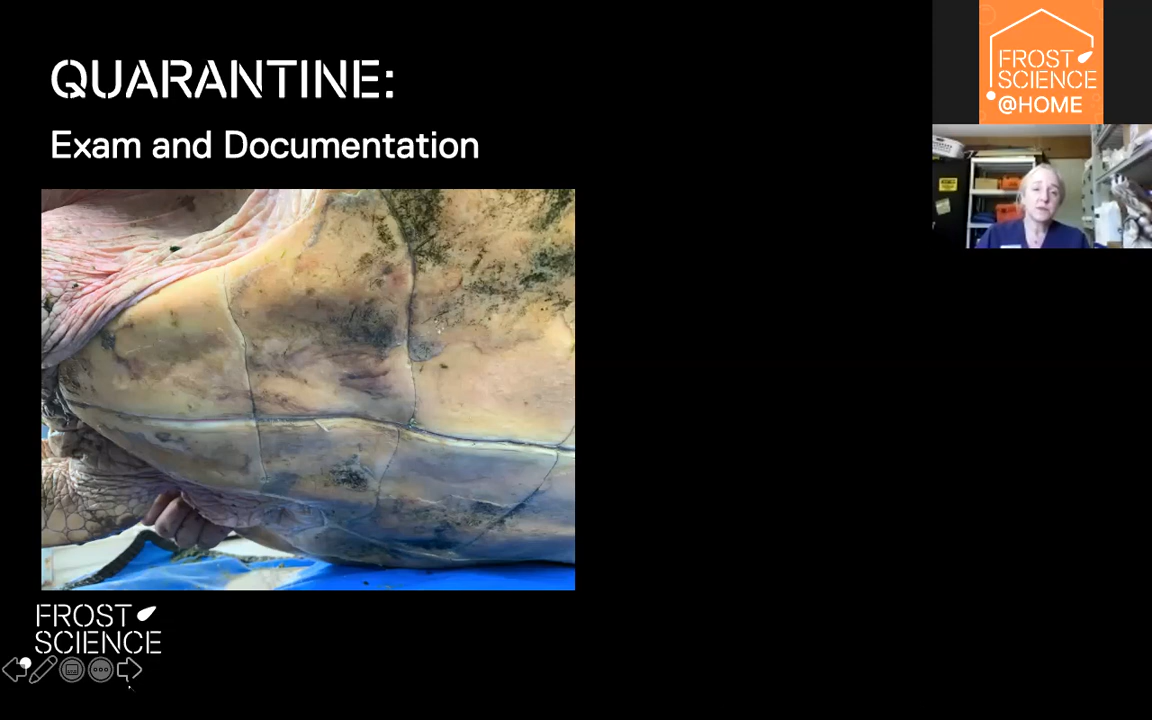 QUARANTINE:
Exam and Documentation
FROST
SCIENCE
@HOME
FROST
SCIENCE